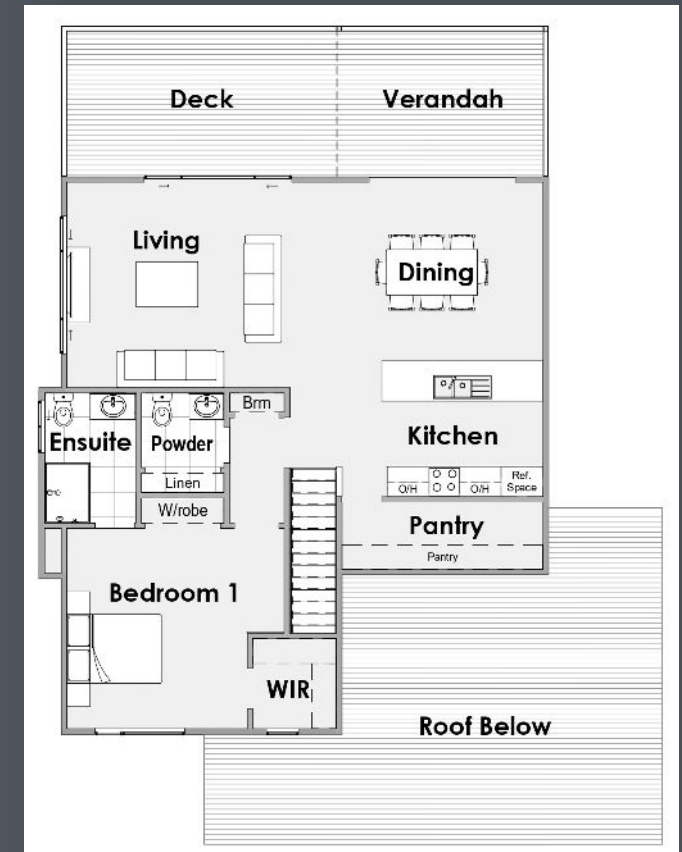 Deck
Verandah
Living
Dining
Brm
Ensuite
Powder
Kitchen
Linen
O/H
O/H
Ref.
Space
W/robe
Pantry
Pantry
Bedroom 1
WIR
Roof Below